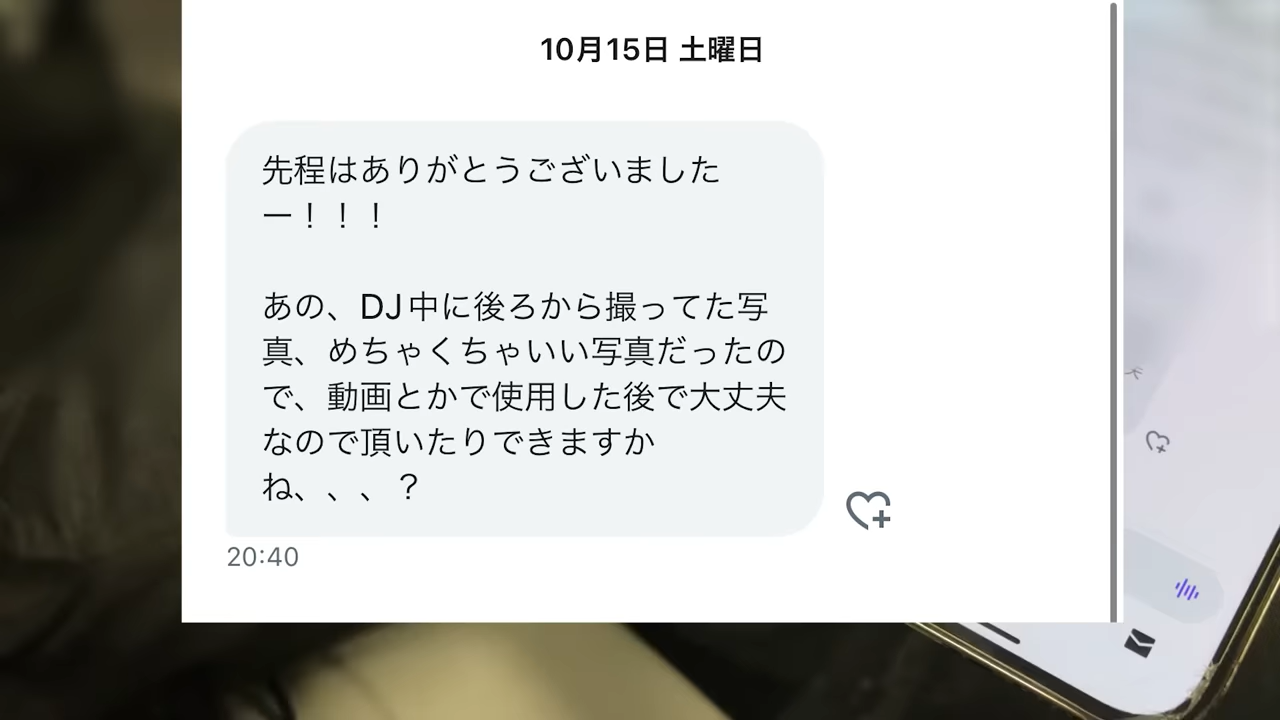 10月15日 土曜日
先程はありがとうございました
ー！！！
あの、DJ中に後ろから撮ってた写
真、めちゃくちゃいい写真だったの
で、動画とかで使用した後で大丈夫
なので頂いたりできますか
ね、、、？
20:40